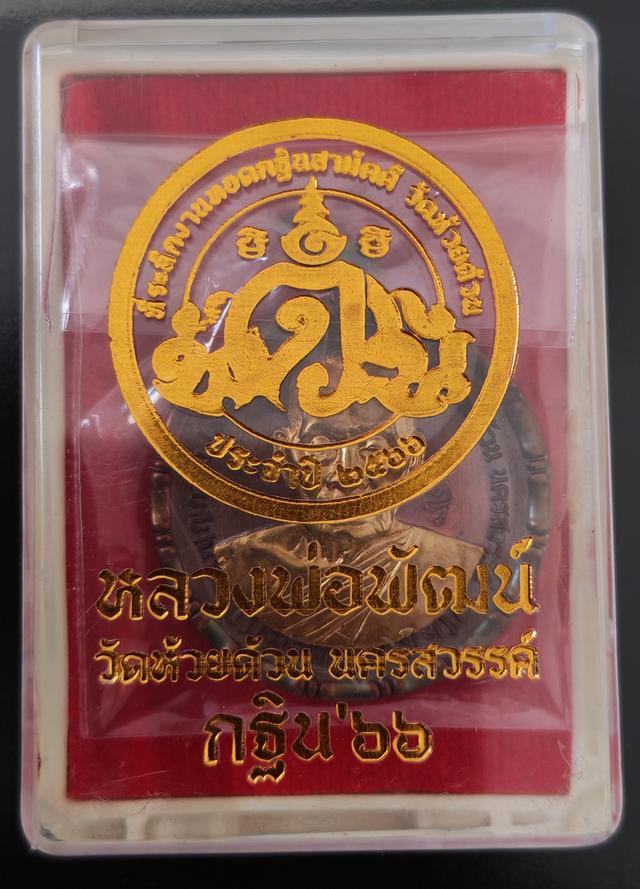 ที่ระลึกงานทอดกฐินสามัคคี วัดห้วยด้วน
ประจำปี ๒๕๖๖
หลวงพ่อพัฒน์
วัดห้วยด้วน นครสวรรค์
กฐิน'๖๖